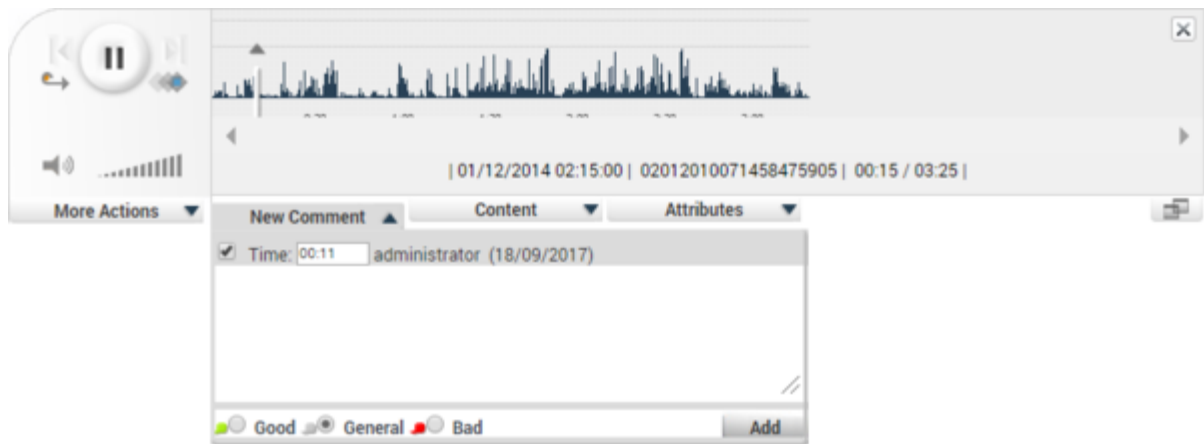 | 01/12/2014 02:15:00 | 02012010071458475905 | 00:15 / 03:25 |
More Actions
New Comment
Content
Attributes
Time: 00:11 administrator (18/09/2017)
Good General Bad
Add